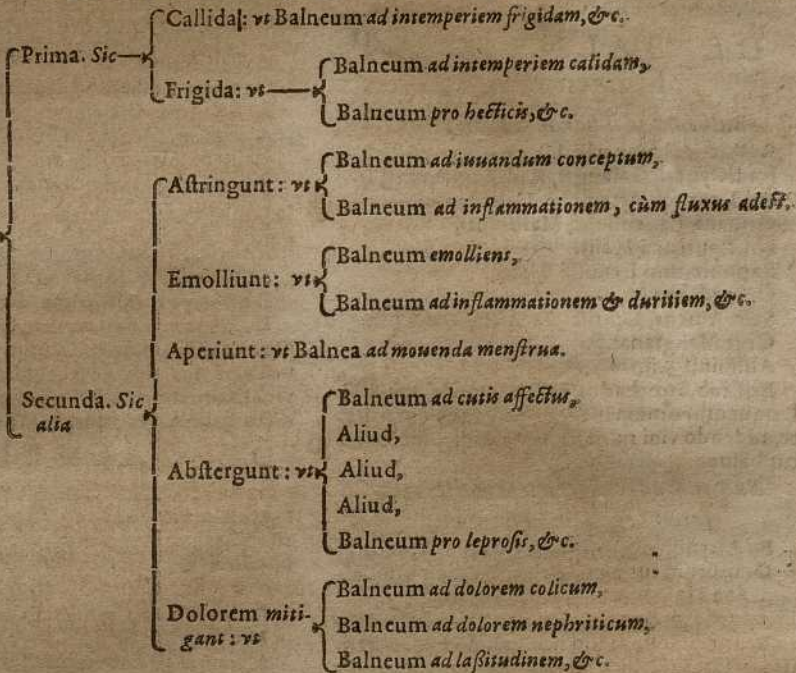 Callida: vt Balneum ad intemperiem frigidam, &c.
Prima. Sic
Balneum ad intemperiem calidam,
Frigida: vt
Balneum pro hecticis, &c.
Balneum ad iuuandum conceptum,
Astringunt: vt
Balneum ad inflammationem, cùm fluxus adest.
Balneum emolliens,
Emolliunt: vt
Balneum ad inflammationem & duritiem, &c.
Aperiunt: vt Balnea ad mouenda menstrua.
Secunda. Sic
alia
Balneum ad cutis affectus,
Aliud,
Abstergunt: vt Aliud,
Aliud,
Balneum pro leprosis, &c.
Balneum ad dolorem colicum,
Dolorem miti-
gant: vt
Balneum ad dolorem nephriticum,
Balneum ad laßitudinem, &c.